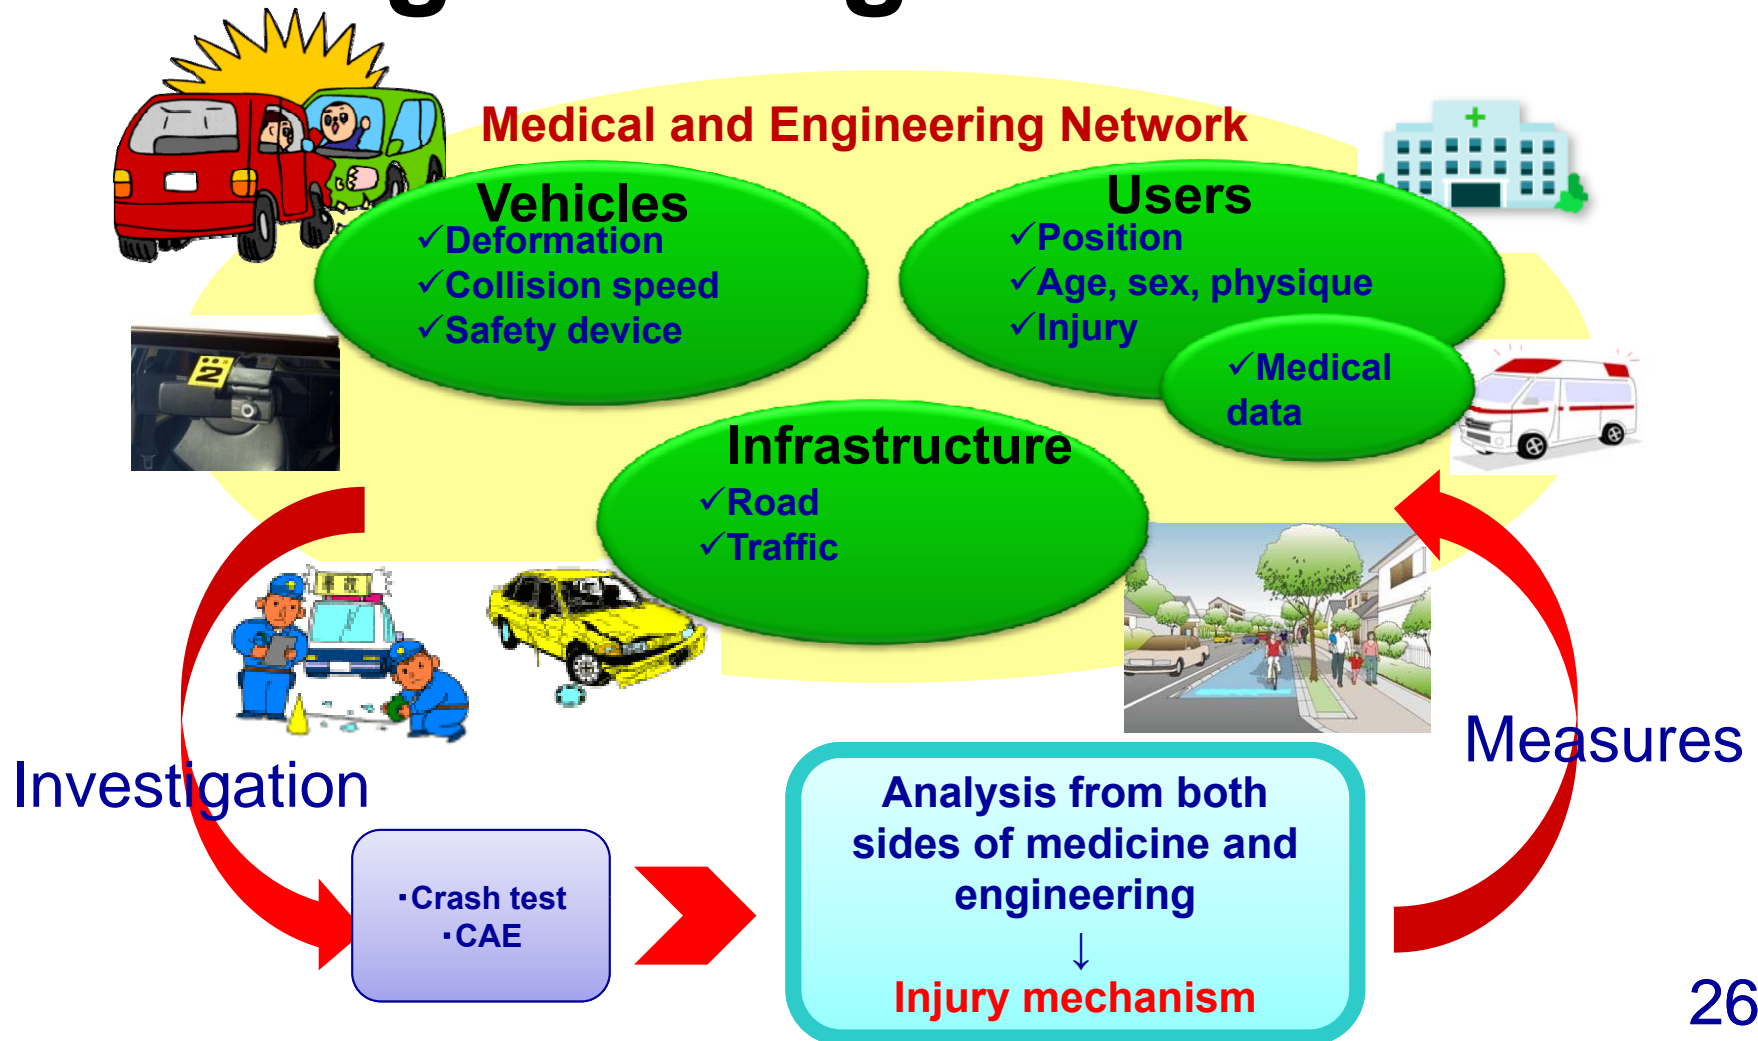 Medical and Engineering Network
Vehicles
✓Deformation
✓Collision speed
✓Safety device
Users
✓Position
✓Age, sex, physique
✓Injury
✓Medical
data
Infrastructure
✓Road
✓Traffic
Investigation
Measures
・Crash test
・CAE
Analysis from both
sides of medicine and
engineering
↓
Injury mechanism
26